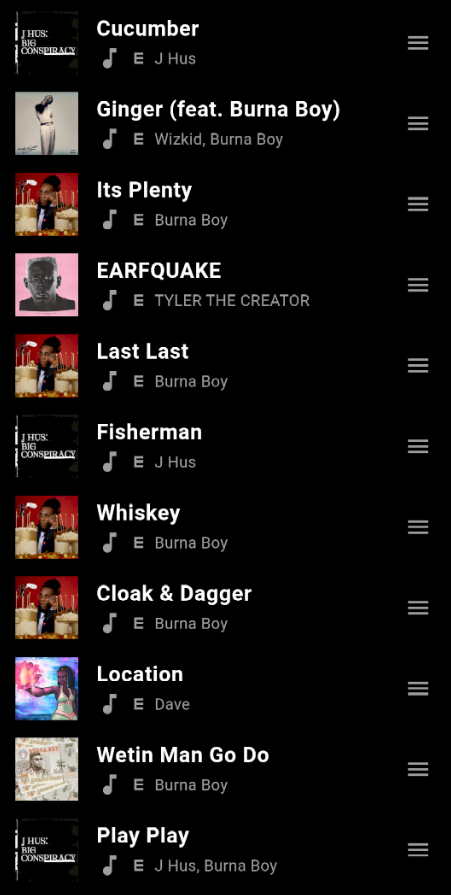 J HUS:
BIG
CONSPIRACY
Cucumber
E J Hus
Ginger (feat. Burna Boy)
E Wizkid, Burna Boy
Its Plenty
E Burna Boy
EARFQUAKE
E TYLER THE CREATOR
Last Last
E Burna Boy
J HUS:
BIG
CONSPIRACY
Fisherman
E J Hus
Whiskey
E Burna Boy
Cloak & Dagger
E Burna Boy
Location
E Dave
BURNA BOY
Wetin Man Go Do
E Burna Boy
J HUS:
BIG
CONSPIRACY
Play Play
E J Hus, Burna Boy